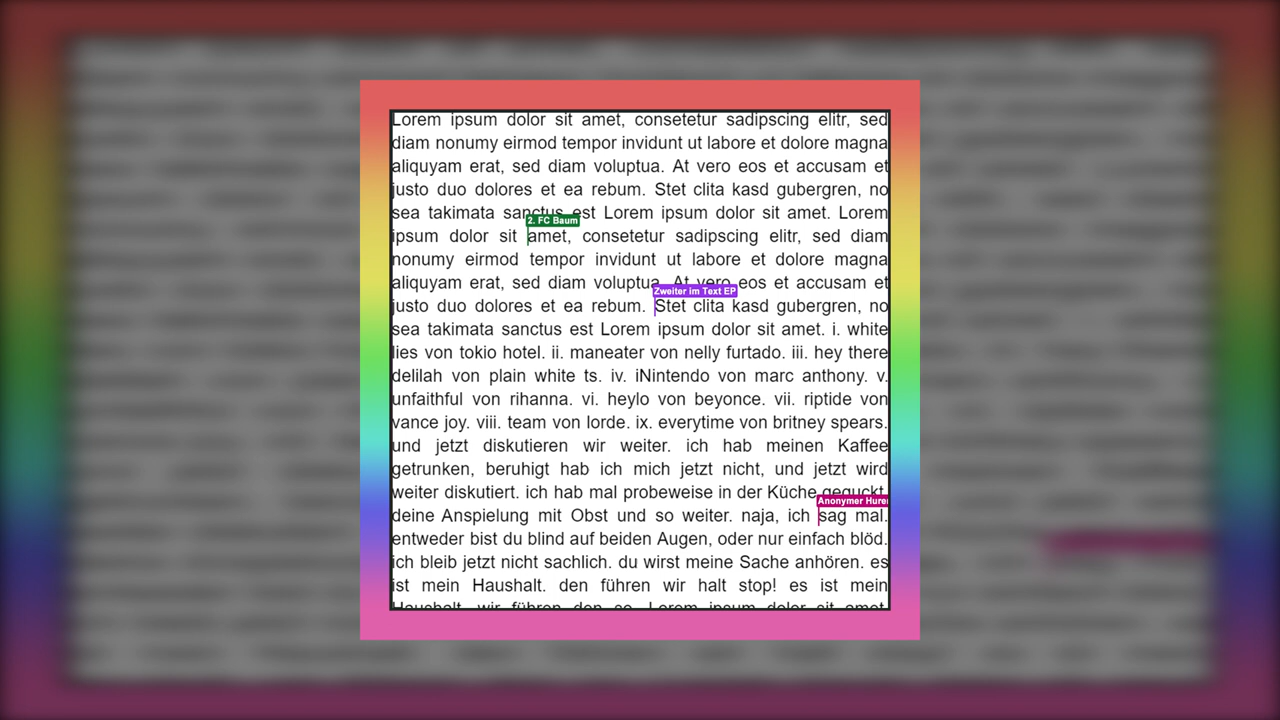 Lorem ipsum dolor sit amet, consetetur sadipscing elitr, sed
diam nonumy eirmod tempor invidunt ut labore et dolore magna
aliquyam erat, sed diam voluptua. At vero eos et accusam et
justo duo dolores et ea rebum. Stet clita kasd gubergren, no
sea takimata sanctus est Lorem ipsum dolor sit amet. Lorem
2. FC Baum
ipsum dolor sit amet, consetetur sadipscing elitr, sed diam
nonumy eirmod tempor invidunt ut labore et dolore magna
aliquyam erat, sed diam voluptua. At vero eos et accusam et
Zweiter im Text EP
justo duo dolores et ea rebum. Stet clita kasd gubergren, no
sea takimata sanctus est Lorem ipsum dolor sit amet. i. white
lies von tokio hotel. ii. maneater von nelly furtado. iii. hey there
delilah von plain white ts. iv. iNintendo von marc anthony. v.
unfaithful von rihanna. vi. heylo von beyonce. vii. riptide von
vance joy. viii. team von lorde. ix. everytime von britney spears.
und jetzt diskutieren wir weiter. ich hab meinen Kaffee
getrunken, beruhigt hab ich mich jetzt nicht, und jetzt wird
weiter diskutiert. ich hab mal probeweise in der Küche geguckt.
Anonymer Huren
deine Anspielung mit Obst und so weiter. naja, ich sag mal.
entweder bist du blind auf beiden Augen, oder nur einfach blöd.
ich bleib jetzt nicht sachlich. du wirst meine Sache anhören. es
ist mein Haushalt. den führen wir halt stop! es ist mein
Haushalt. wir führen den so. Lorem ipsum dolor sit amet.